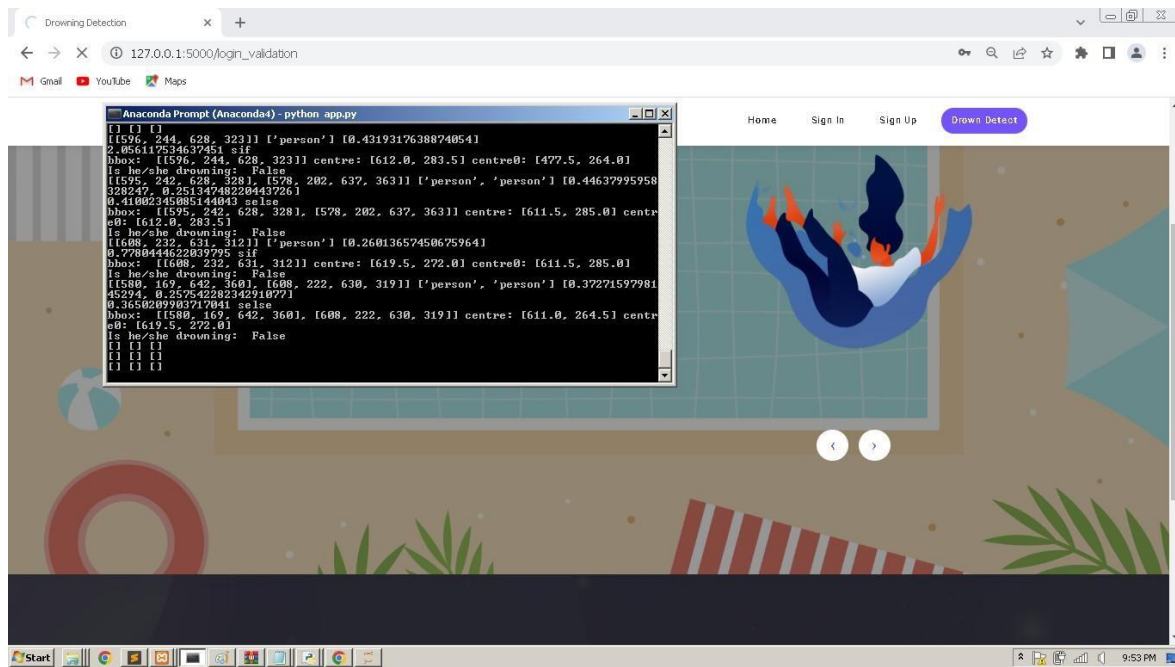 Drowning Detection
127.0.0.1:5000/login_validation
Gmail YouTube Maps
Anaconda Prompt (Anaconda4) - python app.py
[] [] []
[[596, 244, 628, 323]] ['person'] [0.4319317638874054]
2.056117534637451 sif
bbox:  [[596, 244, 628, 323]] centre: [612.0, 283.5] centre0: [477.5, 264.0]
Is he/she drowning:  False
[[595, 242, 628, 328], [578, 202, 637, 363]] ['person', 'person'] [0.44637995958
328247, 0.25134748220443726]
0.41002345085144043 selse
bbox:  [[595, 242, 628, 328], [578, 202, 637, 363]] centre: [611.5, 285.0] centr
e0: [612.0, 283.5]
Is he/she drowning:  False
[[608, 232, 631, 312]] ['person'] [0.26013657450675964]
0.7780444622039795 sif
bbox:  [[608, 232, 631, 312]] centre: [619.5, 272.0] centre0: [611.5, 285.0]
Is he/she drowning:  False
[[580, 169, 642, 360], [608, 222, 630, 319]] ['person', 'person'] [0.37271597981
45294, 0.25754228234291077]
0.3650209903717041 selse
bbox:  [[580, 169, 642, 360], [608, 222, 630, 319]] centre: [611.0, 264.5] centr
e0: [619.5, 272.0]
Is he/she drowning:  False
[] [] []
[] [] []
[] [] []
Home Sign In Sign Up Drown Detect
Start
9:53 PM